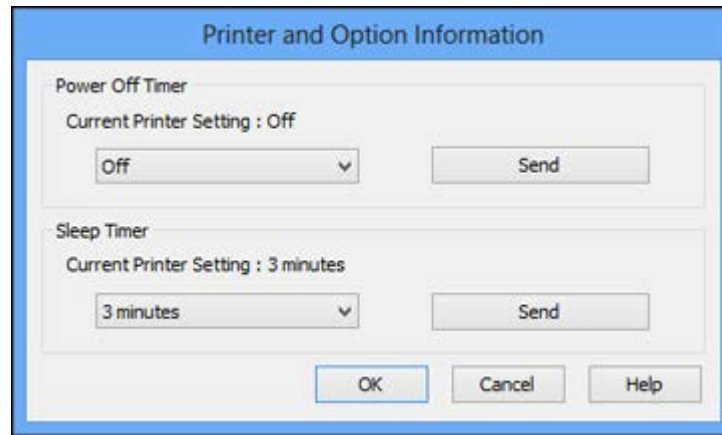 Printer and Option Information
Power Off Timer
Current Printer Setting : Off
Off Send
Sleep Timer
Current Printer Setting : 3 minutes
3 minutes Send
OK Cancel Help